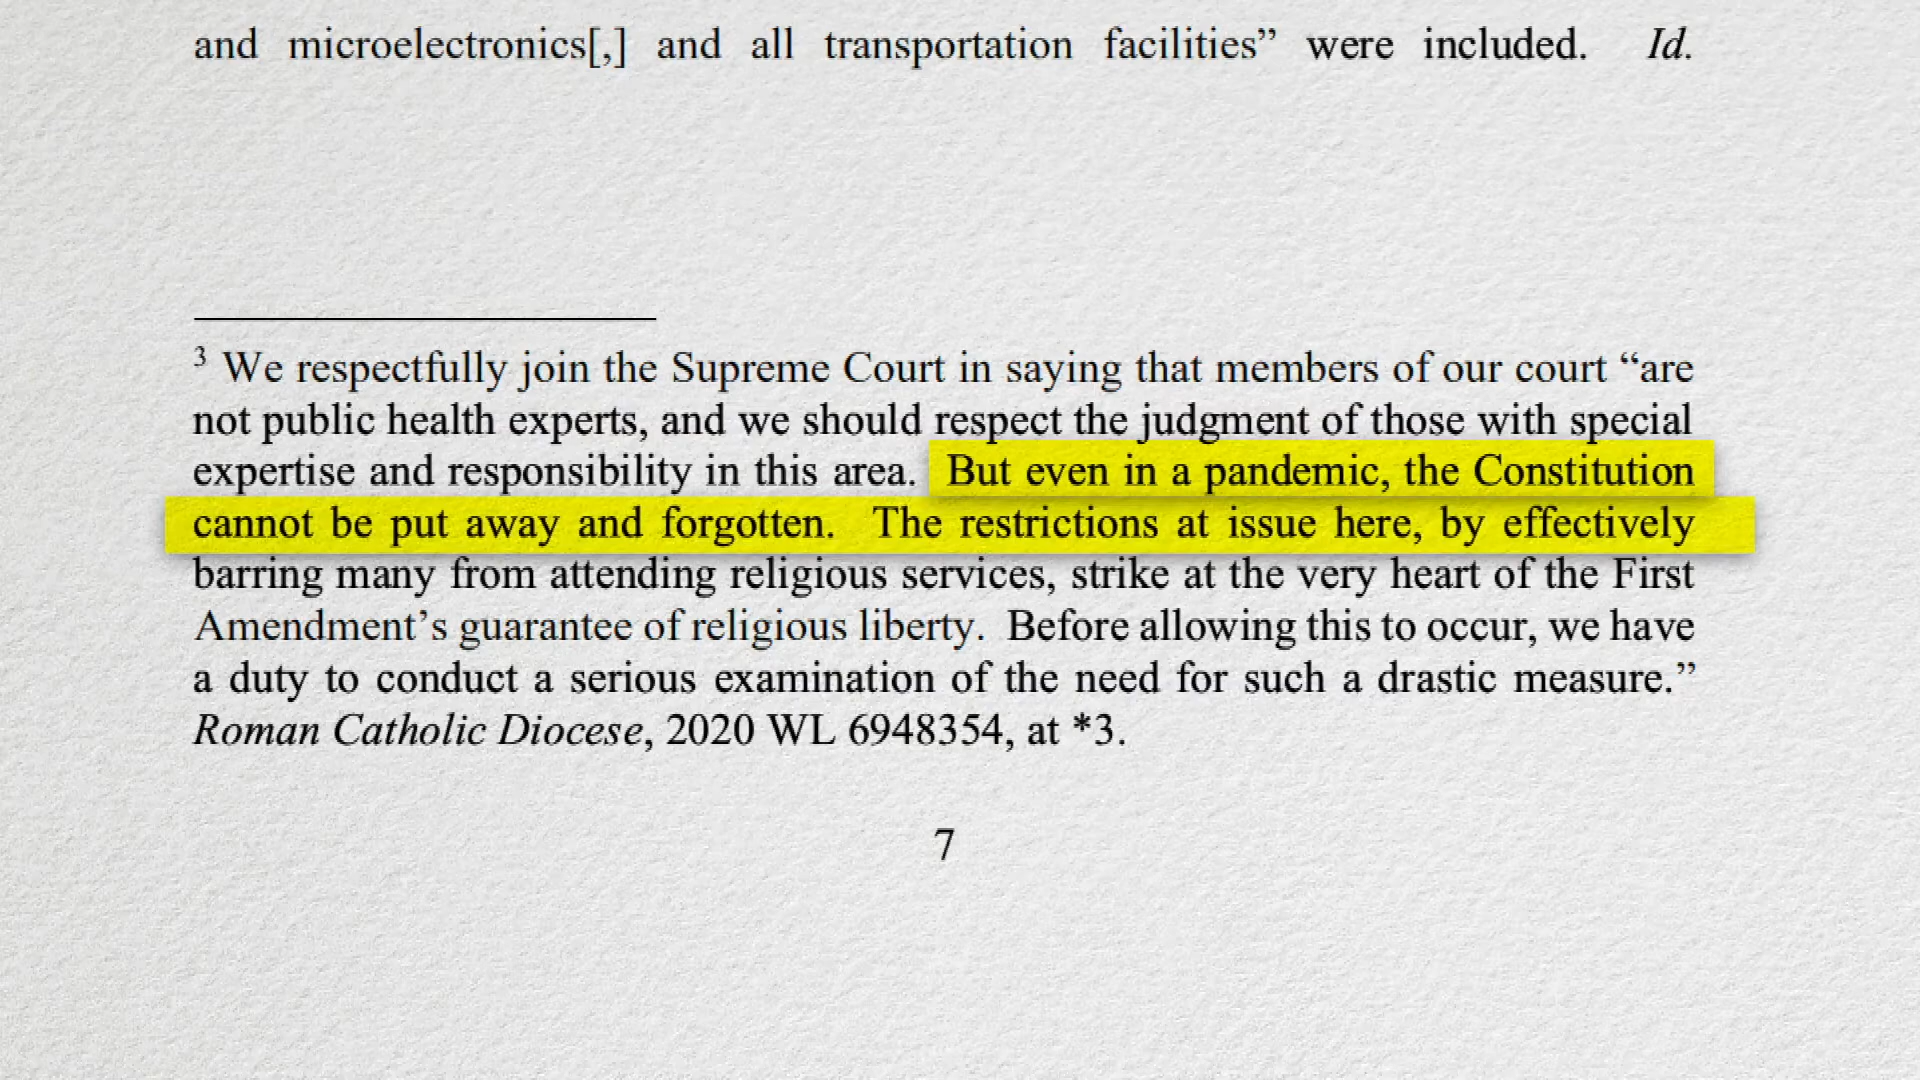 and microelectronics[,] and all transportation facilities” were included. Id.
3 We respectfully join the Supreme Court in saying that members of our court “are
not public health experts, and we should respect the judgment of those with special
expertise and responsibility in this area. But even in a pandemic, the Constitution
cannot be put away and forgotten. The restrictions at issue here, by effectively
barring many from attending religious services, strike at the very heart of the First
Amendment’s guarantee of religious liberty. Before allowing this to occur, we have
a duty to conduct a serious examination of the need for such a drastic measure.”
Roman Catholic Diocese, 2020 WL 6948354, at *3.
7